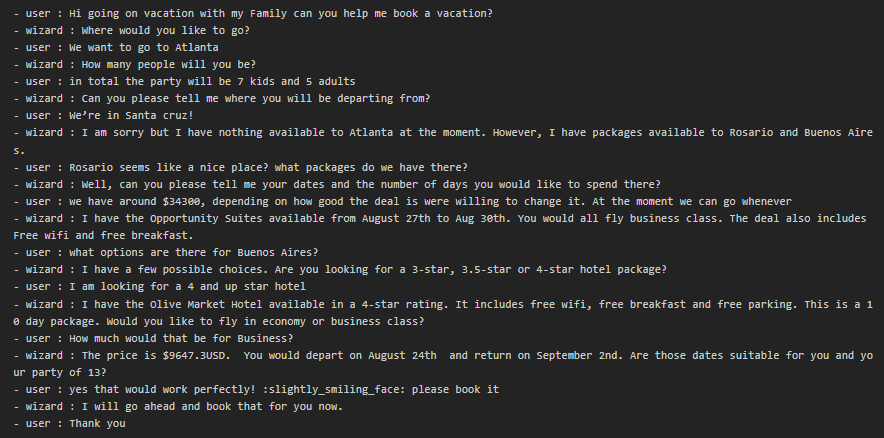 - user : Hi going on vacation with my Family can you help me book a vacation?
- wizard : Where would you like to go?
- user : We want to go to Atlanta
- wizard : How many people will you be?
- user : in total the party will be 7 kids and 5 adults
- wizard : Can you please tell me where you will be departing from?
- user : We’re in Santa cruz!
- wizard : I am sorry but I have nothing available to Atlanta at the moment. However, I have packages available to Rosario and Buenos Aire
s.
- user : Rosario seems like a nice place? what packages do we have there?
- wizard : Well, can you please tell me your dates and the number of days you would like to spend there?
- user : we have around $34300, depending on how good the deal is were willing to change it. At the moment we can go whenever
- wizard : I have the Opportunity Suites available from August 27th to Aug 30th. You would all fly business class. The deal also includes
Free wifi and free breakfast.
- user : what options are there for Buenos Aires?
- wizard : I have a few possible choices. Are you looking for a 3-star, 3.5-star or 4-star hotel package?
- user : I am looking for a 4 and up star hotel
- wizard : I have the Olive Market Hotel available in a 4-star rating. It includes free wifi, free breakfast and free parking. This is a 1
0 day package. Would you like to fly in economy or business class?
- user : How much would that be for Business?
- wizard : The price is $9647.3USD.  You would depart on August 24th  and return on September 2nd. Are those dates suitable for you and yo
ur party of 13?
- user : yes that would work perfectly! :slightly_smiling_face: please book it
- wizard : I will go ahead and book that for you now.
- user : Thank you